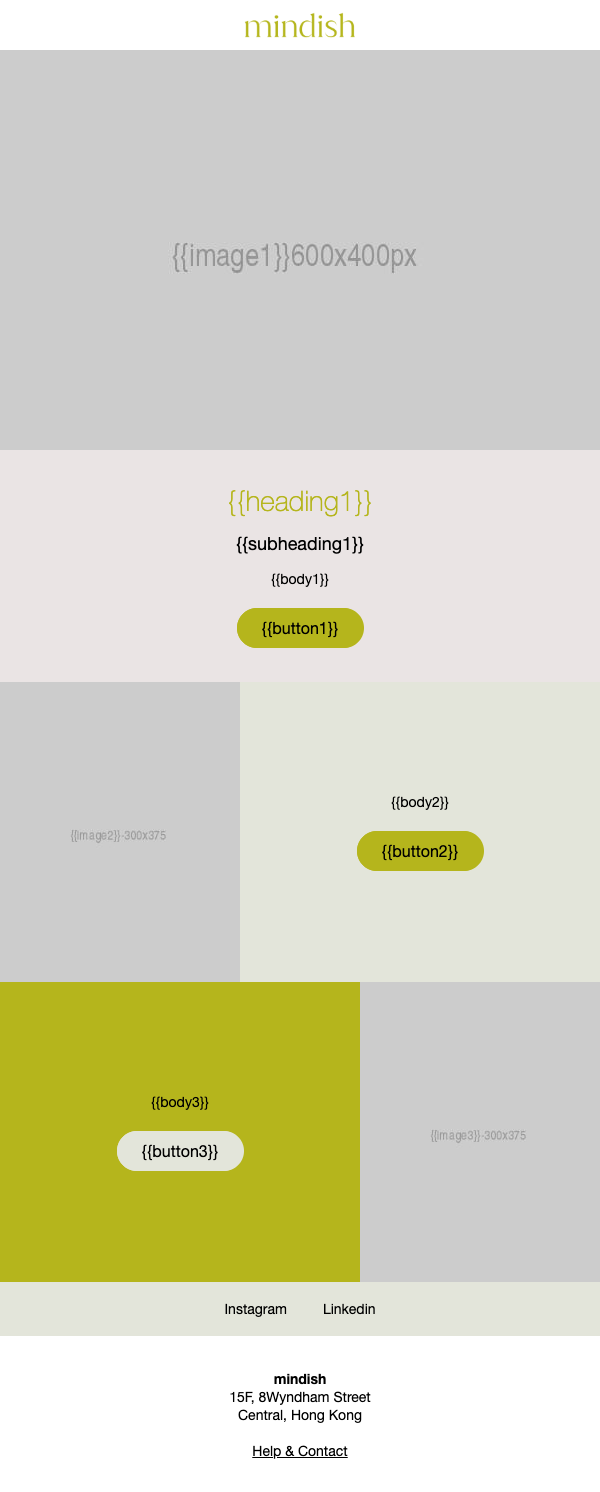 mindish
{{image1}}600x400px
{{heading1}}
{{subheading1}}
{{body1}}
{{button1}}
{{image2}}-300x375
{{body2}}
{{button2}}
{{body3}}
{{button3}}
{{image3}}-300x375
Instagram Linkedin
mindish
15F, 8Wyndham Street
Central, Hong Kong
Help & Contact